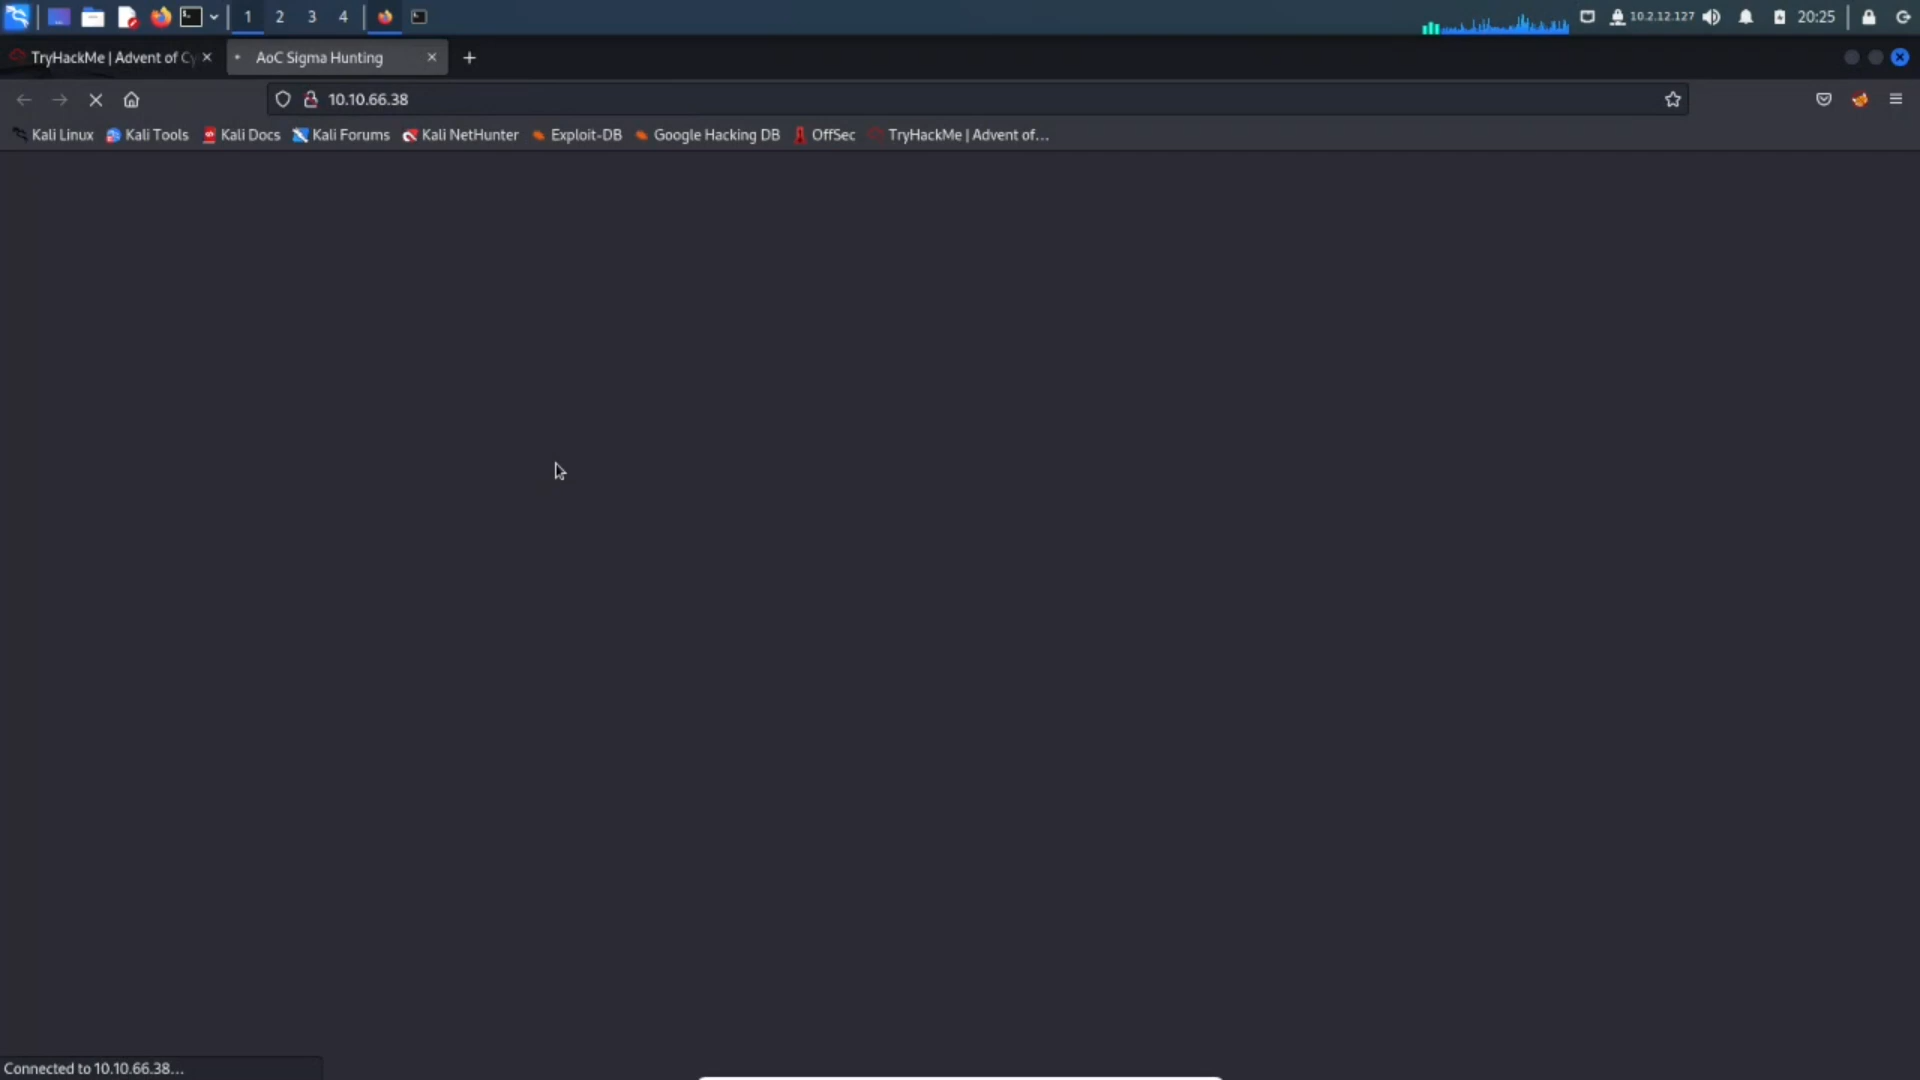 1 2 3 4 10.2.12.127 20:25
TryHackMe | Advent of Cy AoC Sigma Hunting
10.10.66.38
Kali Linux Kali Tools Kali Docs Kali Forums Kali NetHunter Exploit-DB Google Hacking DB OffSec TryHackMe | Advent of...
Connected to 10.10.66.38...